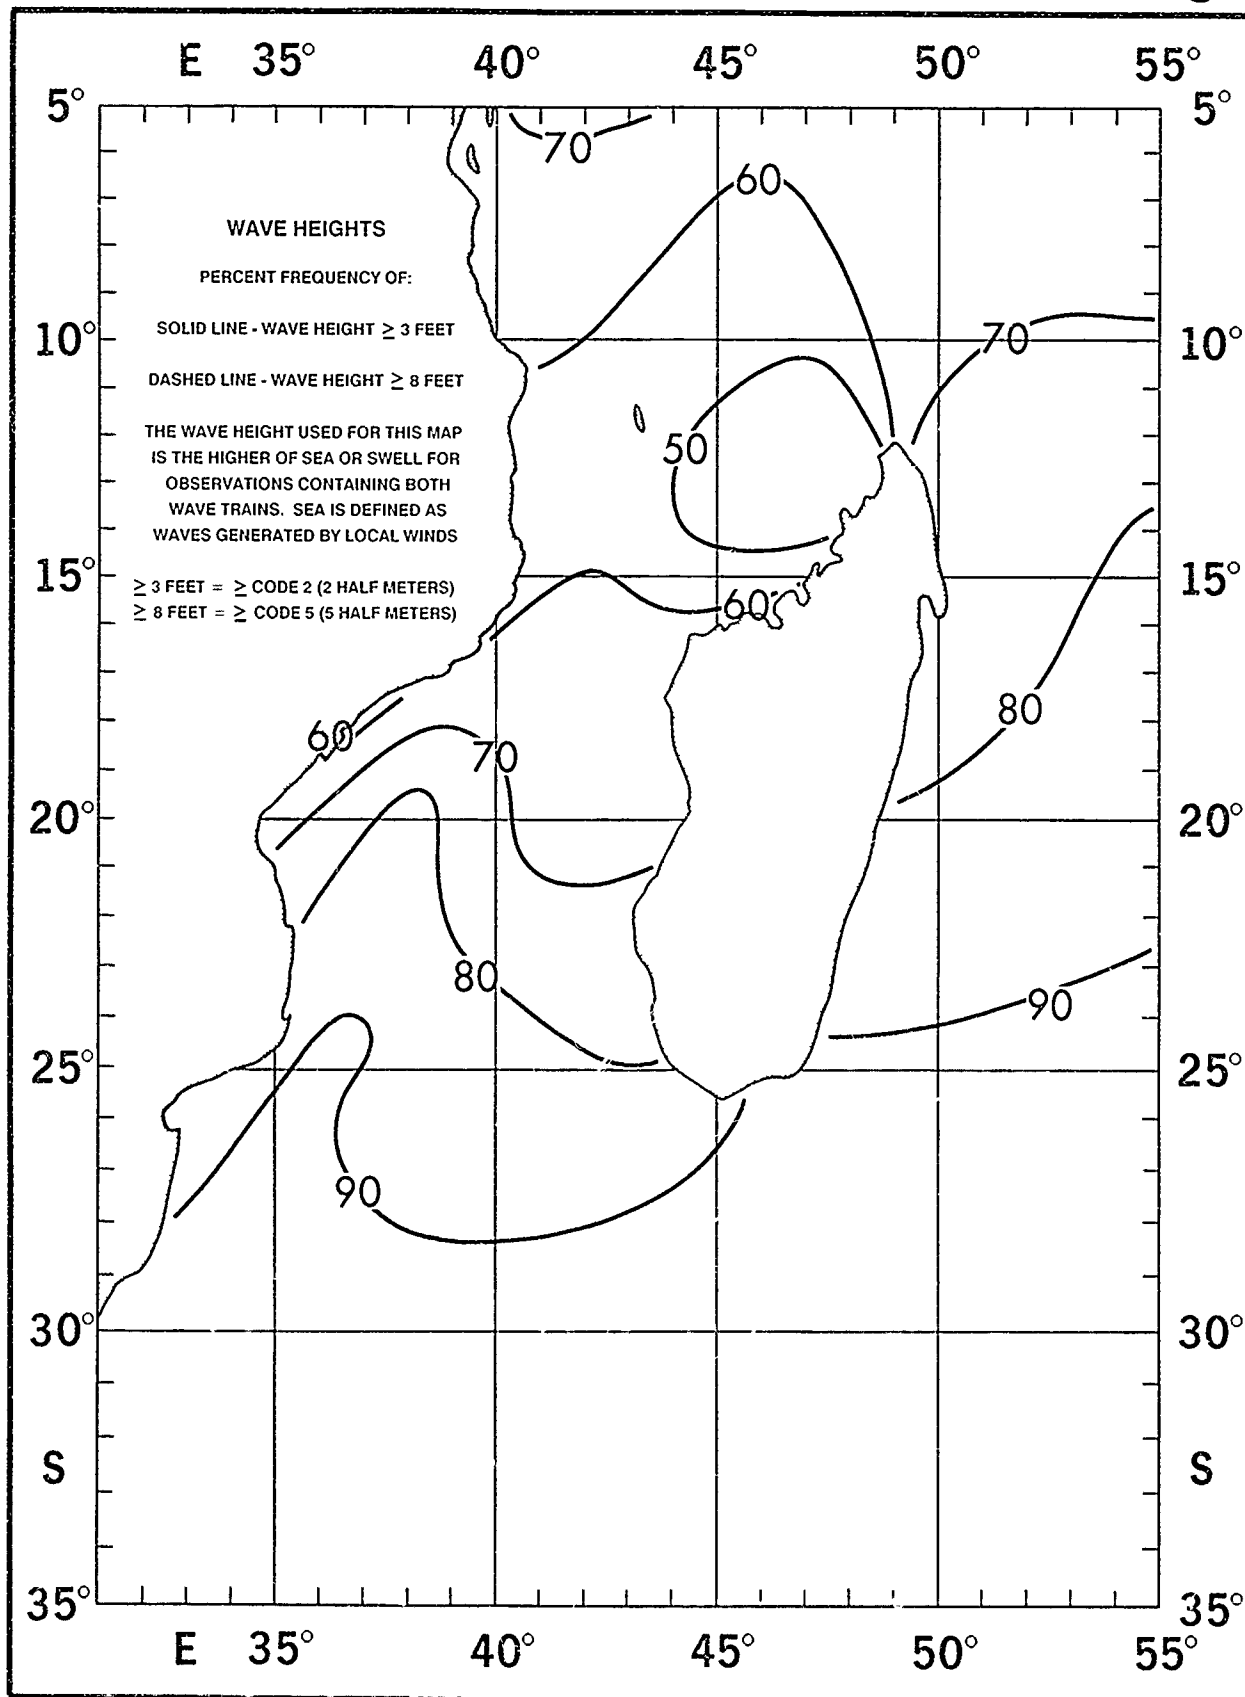 E 35° 40° 45° 50° 55°
5° 5°
70
60
WAVE HEIGHTS
PERCENT FREQUENCY OF:
SOLID LINE - WAVE HEIGHT ≥ 3 FEET
10° 70 10°
DASHED LINE - WAVE HEIGHT ≥ 8 FEET
THE WAVE HEIGHT USED FOR THIS MAP
50
IS THE HIGHER OF SEA OR SWELL FOR
OBSERVATIONS CONTAINING BOTH
WAVE TRAINS. SEA IS DEFINED AS
WAVES GENERATED BY LOCAL WINDS
15° 15°
≥ 3 FEET = ≥ CODE 2 (2 HALF METERS)
60
≥ 8 FEET = ≥ CODE 5 (5 HALF METERS)
80
60
70
20° 20°
80
90
25° 25°
90
30° 30°
S S
35° 35°
E 35° 40° 45° 50° 55°